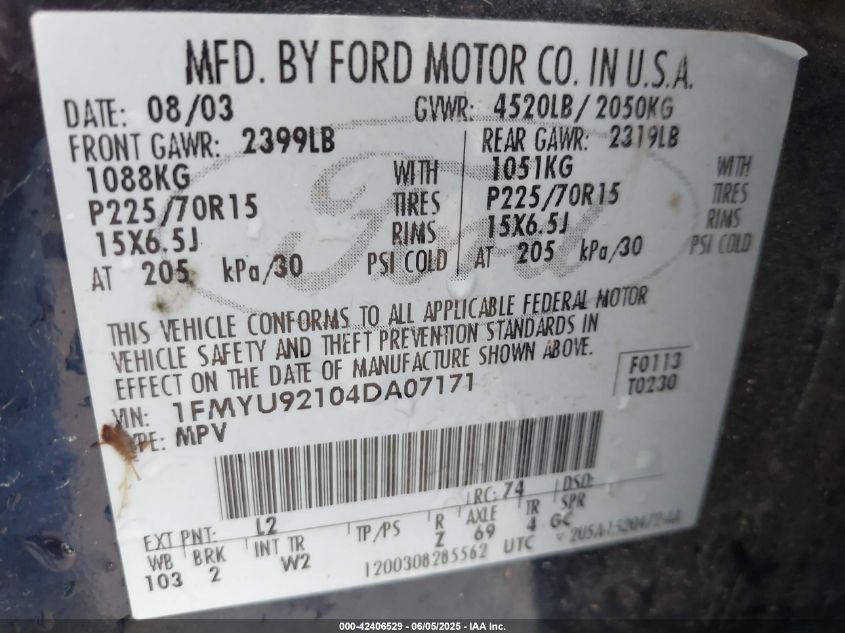 MFD. BY FORD MOTOR CO. IN U.S.A.
DATE: 08/03 GVWR: 4520LB/2050KG
FRONT GAWR: 2399LB REAR GAWR: 2319LB
1088KG WITH 1051KG WITH
P225/70R15 TIRES P225/70R15 TIRES
15X6.5J RIMS 15X6.5J RIMS
AT 205 kPa/30 PSI COLD AT 205 kPa/30 PSI COLD
Ford
THIS VEHICLE CONFORMS TO ALL APPLICABLE FEDERAL MOTOR
VEHICLE SAFETY AND THEFT PREVENTION STANDARDS IN
EFFECT ON THE DATE OF MANUFACTURE SHOWN ABOVE.
F0113
T0230
VIN: 1FMYU92104DA07171
TYPE: MPV
RC: 74 DSO:
EXT PNT: L2
WB BRK INT TR TP/PS R AXLE TR SPR
103 2 W2 Z 69 4 GC
1200308285562 UTC
000-42406529 - 06/05/2025 - IAA Inc.